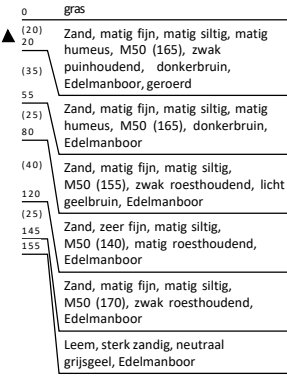 0 gras
(20) Zand, matig fijn, matig siltig, matig
20 humeus, M50 (165), zwak
puinhoudend, donkerbruin,
(35) Edelmanboor, geroerd
55
Zand, matig fijn, matig siltig, matig
(25) humeus, M50 (165), donkerbruin,
80 Edelmanboor
(40) Zand, matig fijn, matig siltig,
M50 (155), zwak roesthoudend, licht
120 geelbruin, Edelmanboor
(25) Zand, zeer fijn, matig siltig,
145 M50 (140), matig roesthoudend,
155 Edelmanboor
Zand, matig fijn, matig siltig,
M50 (170), zwak roesthoudend,
Edelmanboor
Leem, sterk zandig, neutraal
grijsgeel, Edelmanboor